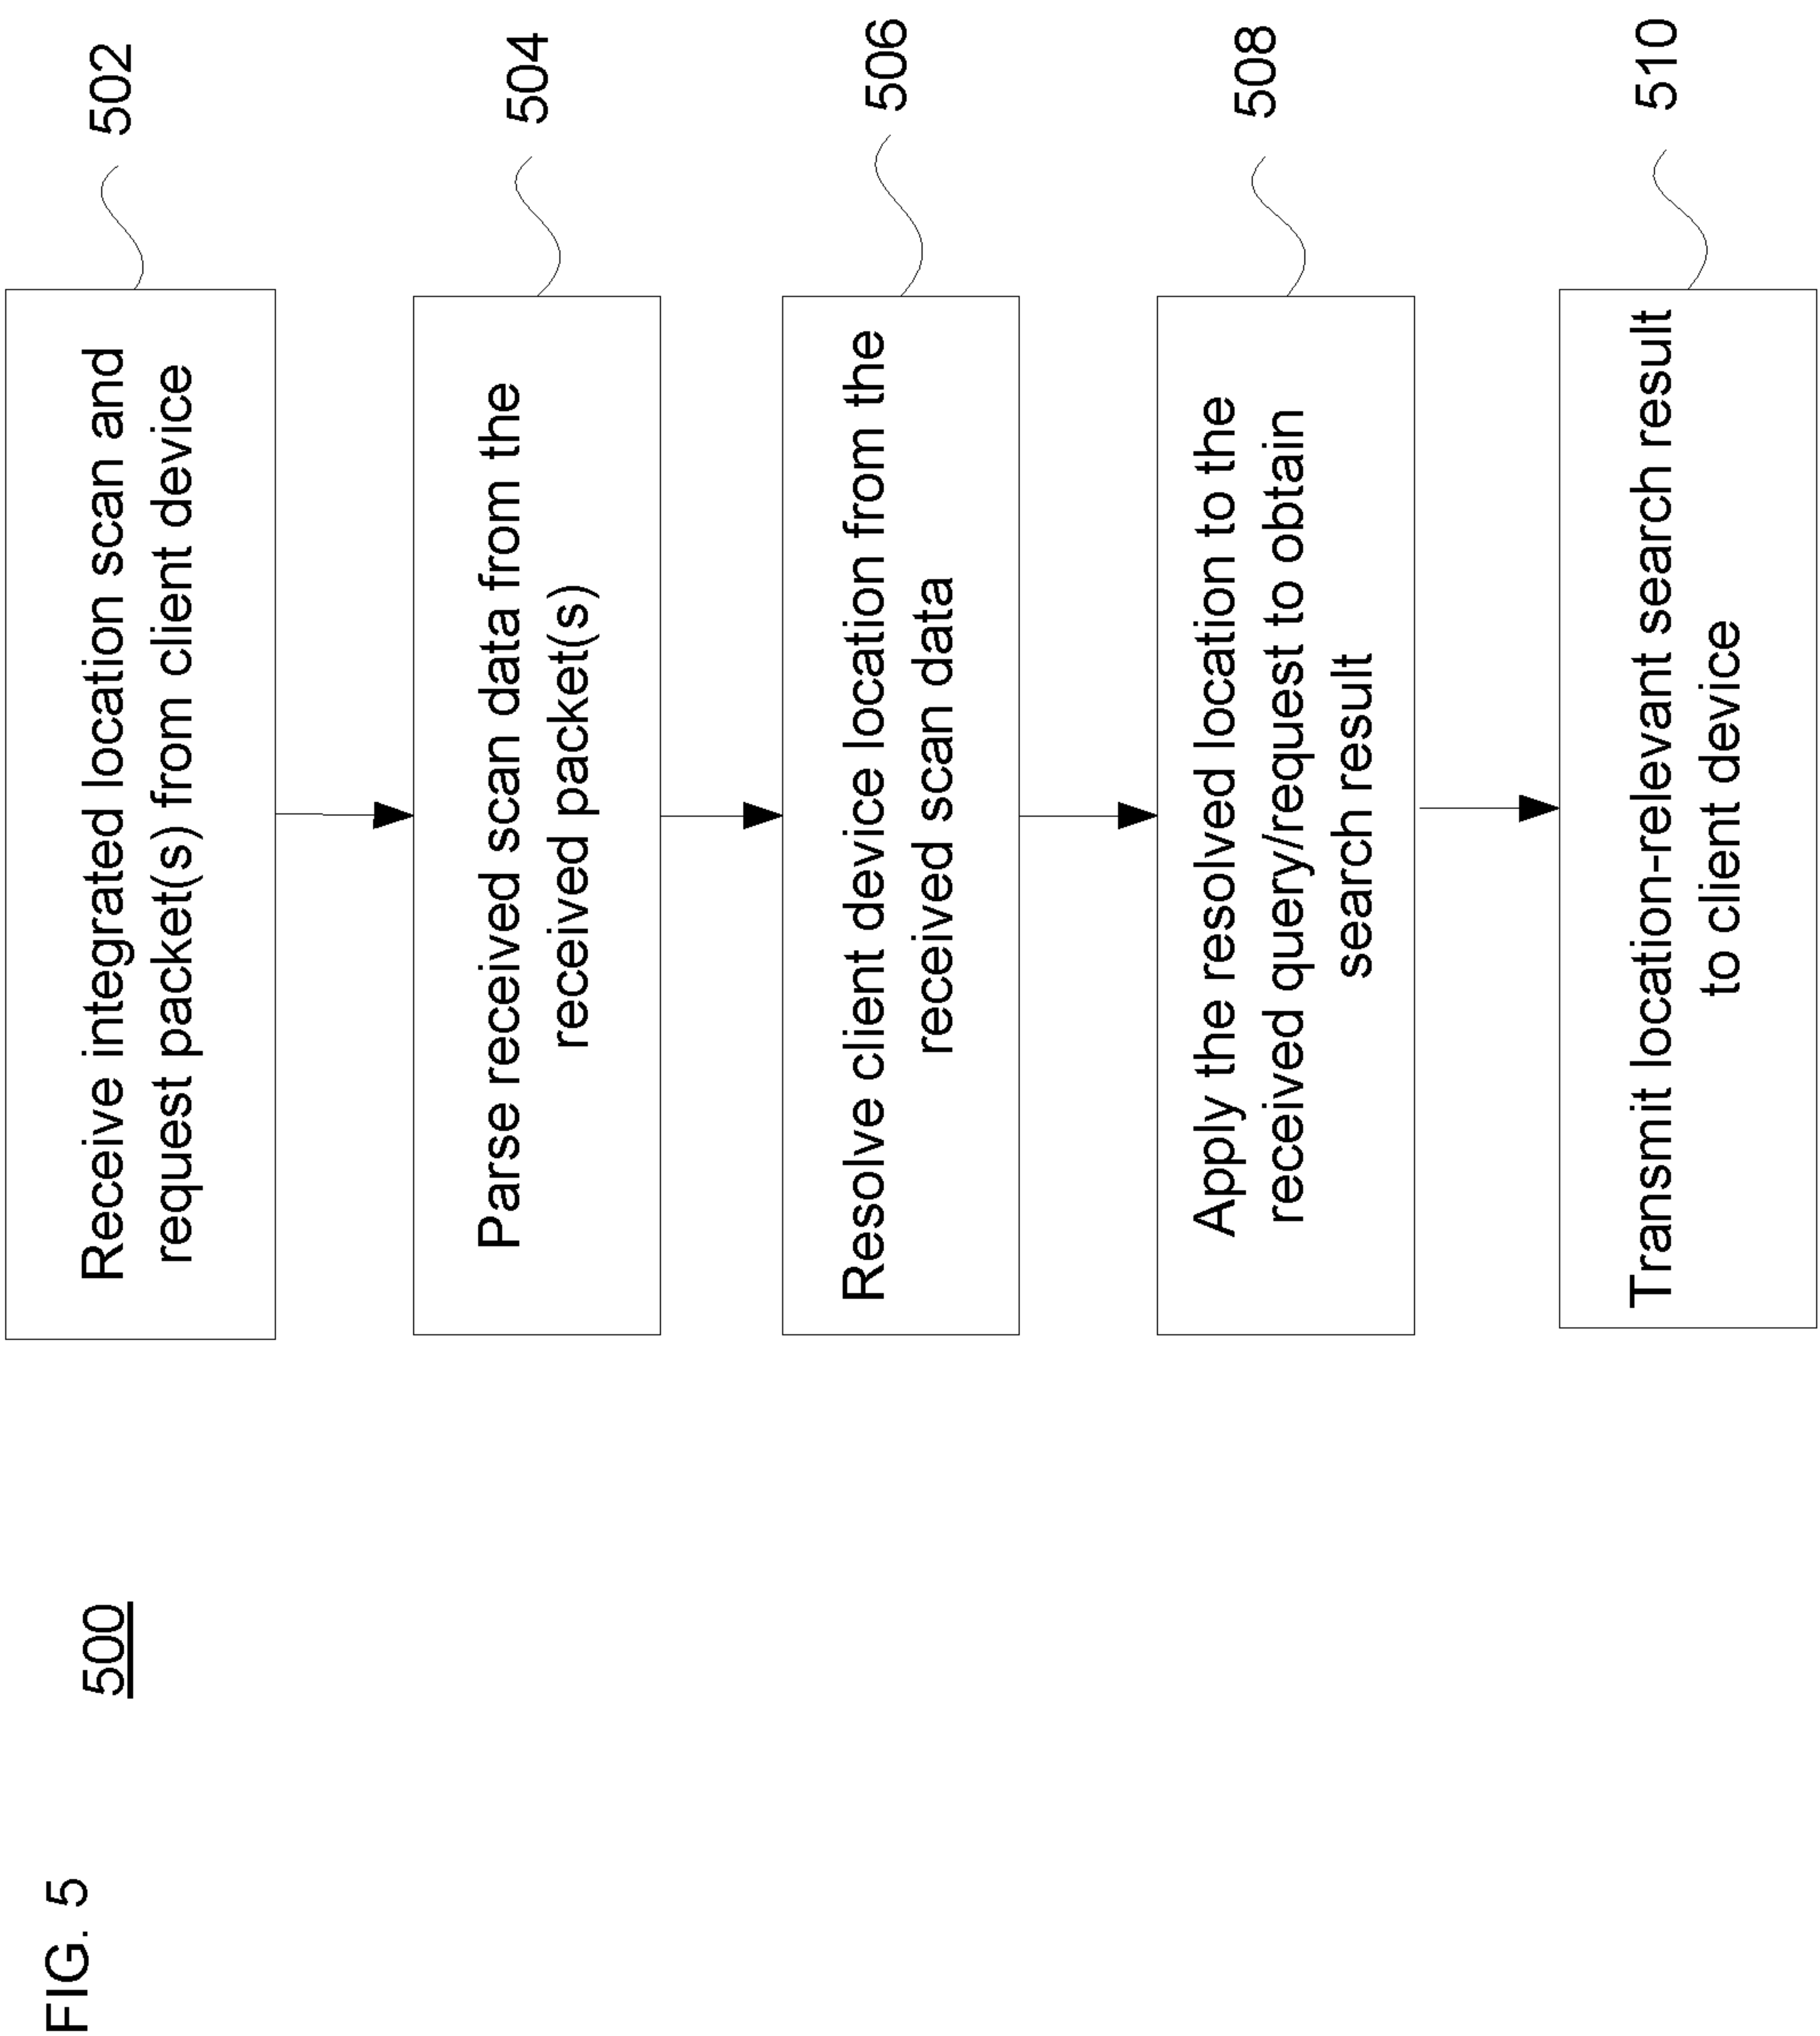 FIG. 5
500
Receive integrated location scan and
request packet(s) from client device
502
Parse received scan data from the
received packet(s)
504
Resolve client device location from the
received scan data
506
Apply the resolved location to the
received query/request to obtain
search result
508
Transmit location-relevant search result
to client device
510